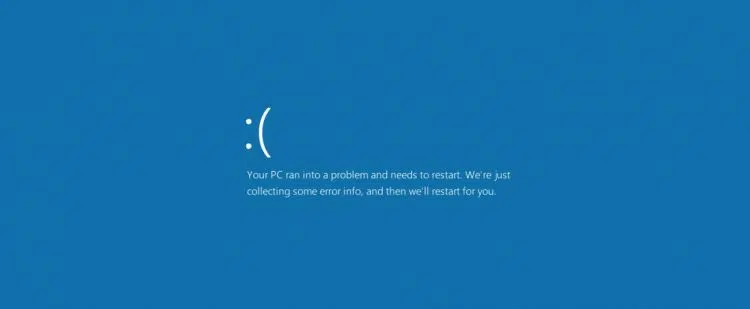 :(
Your PC ran into a problem and needs to restart. We're just
collecting some error info, and then we'll restart for you.